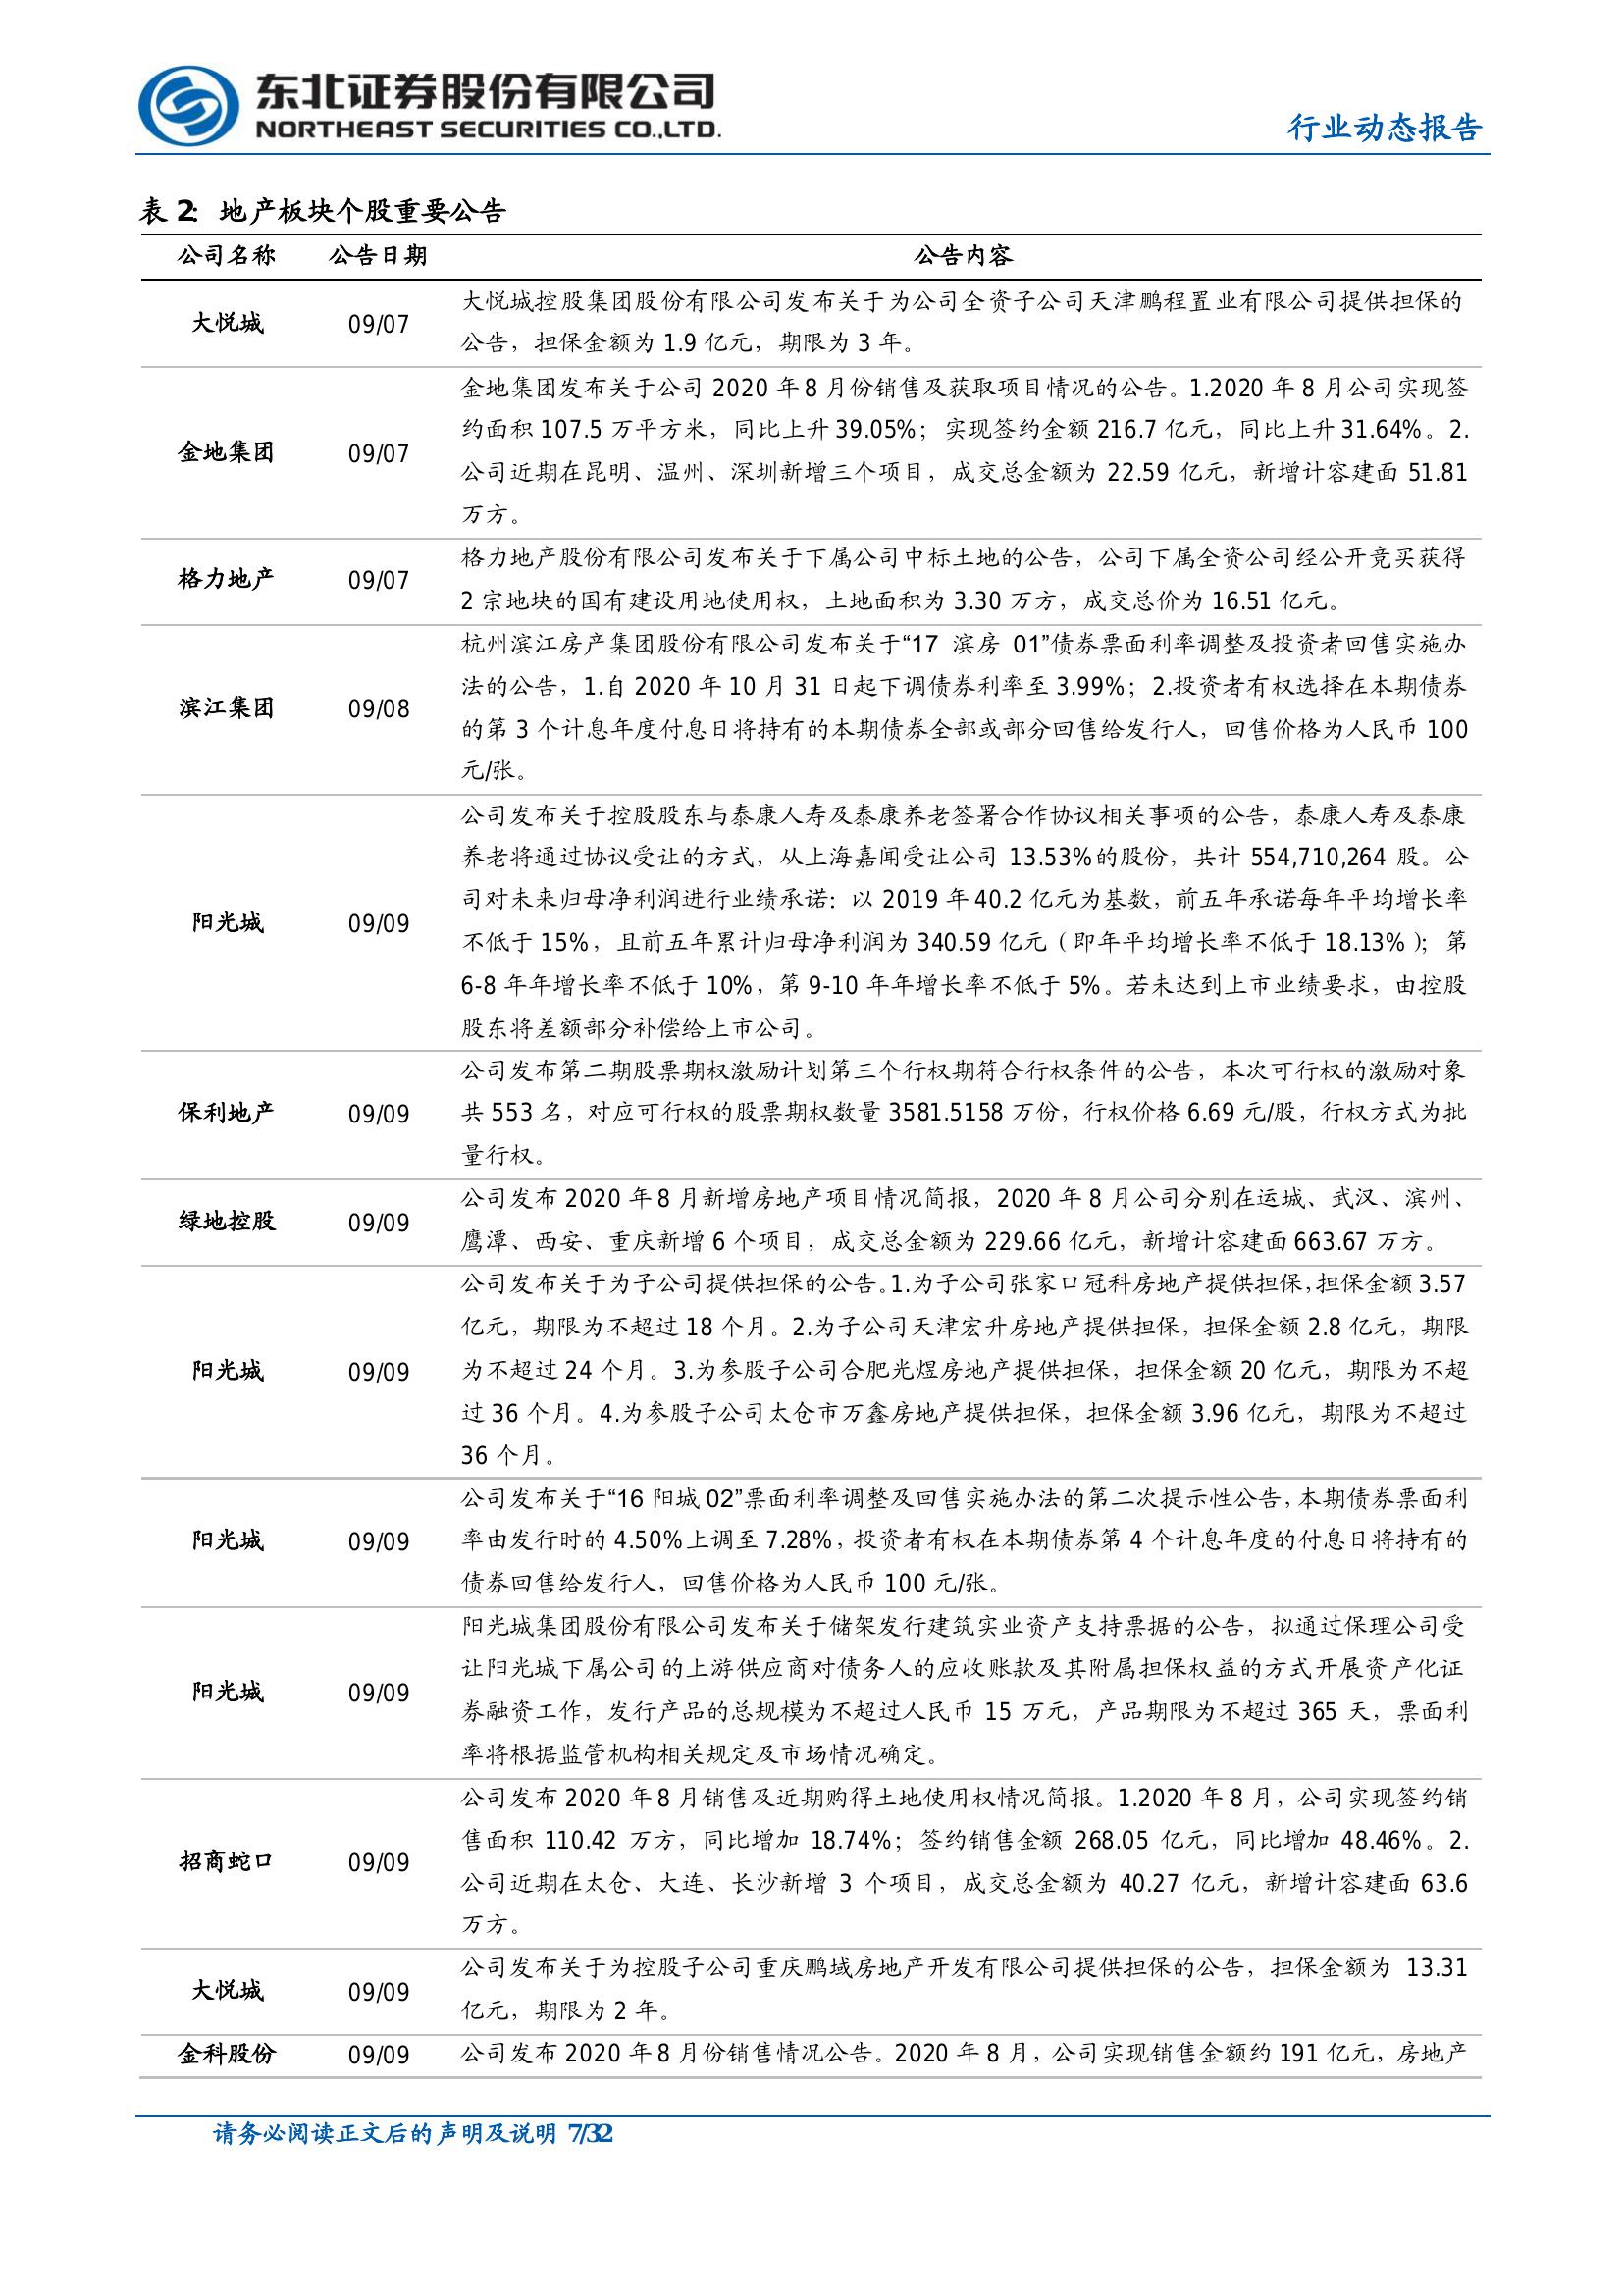 东北证券股份有限公司
NORTHEAST SECURITIES CO.,LTD.
行业动态报告
表 2：地产板块个股重要公告
公司名称 公告日期 公告内容
大悦城 09/07 大悦城控股集团股份有限公司发布关于为公司全资子公司天津鹏程置业有限公司提供担保的
公告，担保金额为 1.9 亿元，期限为 3 年。
金地集团 09/07 金地集团发布关于公司 2020 年 8 月份销售及获取项目情况的公告。1.2020 年 8 月公司实现签
约面积 107.5 万平方米，同比上升 39.05%；实现签约金额 216.7 亿元，同比上升 31.64%。2.
公司近期在昆明、温州、深圳新增三个项目，成交总金额为 22.59 亿元，新增计容建面 51.81
万方。
格力地产 09/07 格力地产股份有限公司发布关于下属公司中标土地的公告，公司下属全资公司经公开竞买获得
2 宗地块的国有建设用地使用权，土地面积为 3.30 万方，成交总价为 16.51 亿元。
滨江集团 09/08 杭州滨江房产集团股份有限公司发布关于“17 滨房 01”债券票面利率调整及投资者回售实施办
法的公告，1.自 2020 年 10 月 31 日起下调债券利率至 3.99%；2.投资者有权选择在本期债券
的第 3 个计息年度付息日将持有的本期债券全部或部分回售给发行人，回售价格为人民币 100
元/张。
阳光城 09/09 公司发布关于控股股东与泰康人寿及泰康养老签署合作协议相关事项的公告，泰康人寿及泰康
养老将通过协议受让的方式，从上海嘉闻受让公司 13.53%的股份，共计 554,710,264 股。公
司对未来归母净利润进行业绩承诺：以 2019 年 40.2 亿元为基数，前五年承诺每年平均增长率
不低于 15%，且前五年累计归母净利润为 340.59 亿元（即年平均增长率不低于 18.13%）；第
6-8 年年增长率不低于 10%，第 9-10 年年增长率不低于 5%。若未达到上市业绩要求，由控股
股东将差额部分补偿给上市公司。
保利地产 09/09 公司发布第二期股票期权激励计划第三个行权期符合行权条件的公告，本次可行权的激励对象
共 553 名，对应可行权的股票期权数量 3581.5158 万份，行权价格 6.69 元/股，行权方式为批
量行权。
绿地控股 09/09 公司发布 2020 年 8 月新增房地产项目情况简报，2020 年 8 月公司分别在运城、武汉、滨州、
鹰潭、西安、重庆新增 6 个项目，成交总金额为 229.66 亿元，新增计容建面 663.67 万方。
阳光城 09/09 公司发布关于为子公司提供担保的公告。1.为子公司张家口冠科房地产提供担保，担保金额 3.57
亿元，期限为不超过 18 个月。2.为子公司天津宏升房地产提供担保，担保金额 2.8 亿元，期限
为不超过 24 个月。3.为参股子公司合肥光煜房地产提供担保，担保金额 20 亿元，期限为不超
过 36 个月。4.为参股子公司太仓市万鑫房地产提供担保，担保金额 3.96 亿元，期限为不超过
36 个月。
阳光城 09/09 公司发布关于“16 阳城 02”票面利率调整及回售实施办法的第二次提示性公告，本期债券票面利
率由发行时的 4.50%上调至 7.28%，投资者有权在本期债券第 4 个计息年度的付息日将持有的
债券回售给发行人，回售价格为人民币 100 元/张。
阳光城 09/09 阳光城集团股份有限公司发布关于储架发行建筑实业资产支持票据的公告，拟通过保理公司受
让阳光城下属公司的上游供应商对债务人的应收账款及其附属担保权益的方式开展资产化证
券融资工作，发行产品的总规模为不超过人民币 15 万元，产品期限为不超过 365 天，票面利
率将根据监管机构相关规定及市场情况确定。
招商蛇口 09/09 公司发布 2020 年 8 月销售及近期购得土地使用权情况简报。1.2020 年 8 月，公司实现签约销
售面积 110.42 万方，同比增加 18.74%；签约销售金额 268.05 亿元，同比增加 48.46%。2.
公司近期在太仓、大连、长沙新增 3 个项目，成交总金额为 40.27 亿元，新增计容建面 63.6
万方。
大悦城 09/09 公司发布关于为控股子公司重庆鹏域房地产开发有限公司提供担保的公告，担保金额为 13.31
亿元，期限为 2 年。
金科股份 09/09 公司发布 2020 年 8 月份销售情况公告。2020 年 8 月，公司实现销售金额约 191 亿元，房地产
请务必阅读正文后的声明及说明 7/32